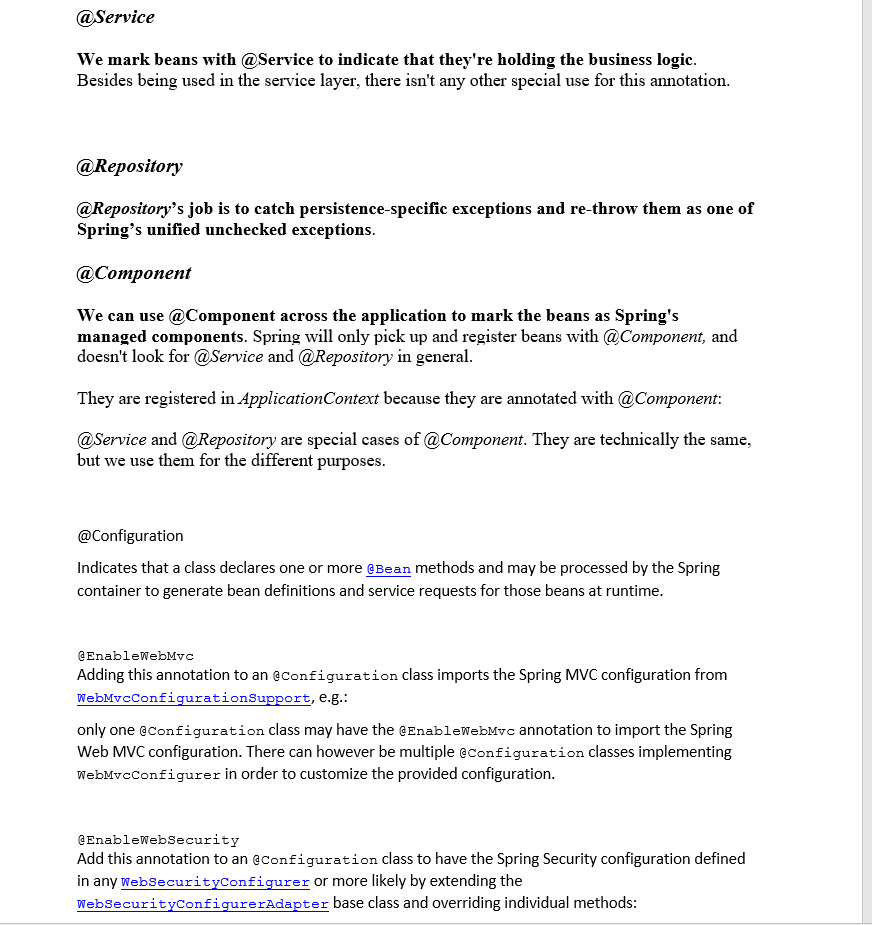 @Service
We mark beans with @Service to indicate that they're holding the business logic.
Besides being used in the service layer, there isn't any other special use for this annotation.
@Repository
@Repository’s job is to catch persistence-specific exceptions and re-throw them as one of
Spring’s unified unchecked exceptions.
@Component
We can use @Component across the application to mark the beans as Spring's
managed components. Spring will only pick up and register beans with @Component, and
doesn't look for @Service and @Repository in general.
They are registered in ApplicationContext because they are annotated with @Component:
@Service and @Repository are special cases of @Component. They are technically the same,
but we use them for the different purposes.
@Configuration
Indicates that a class declares one or more @Bean methods and may be processed by the Spring
container to generate bean definitions and service requests for those beans at runtime.
@EnableWebMvc
Adding this annotation to an @Configuration class imports the Spring MVC configuration from
WebMvcConfigurationSupport, e.g.:
only one @Configuration class may have the @EnableWebMvc annotation to import the Spring
Web MVC configuration. There can however be multiple @Configuration classes implementing
WebMvcConfigurer in order to customize the provided configuration.
@EnableWebSecurity
Add this annotation to an @Configuration class to have the Spring Security configuration defined
in any WebSecurityConfigurer or more likely by extending the
WebSecurityConfigurerAdapter base class and overriding individual methods: